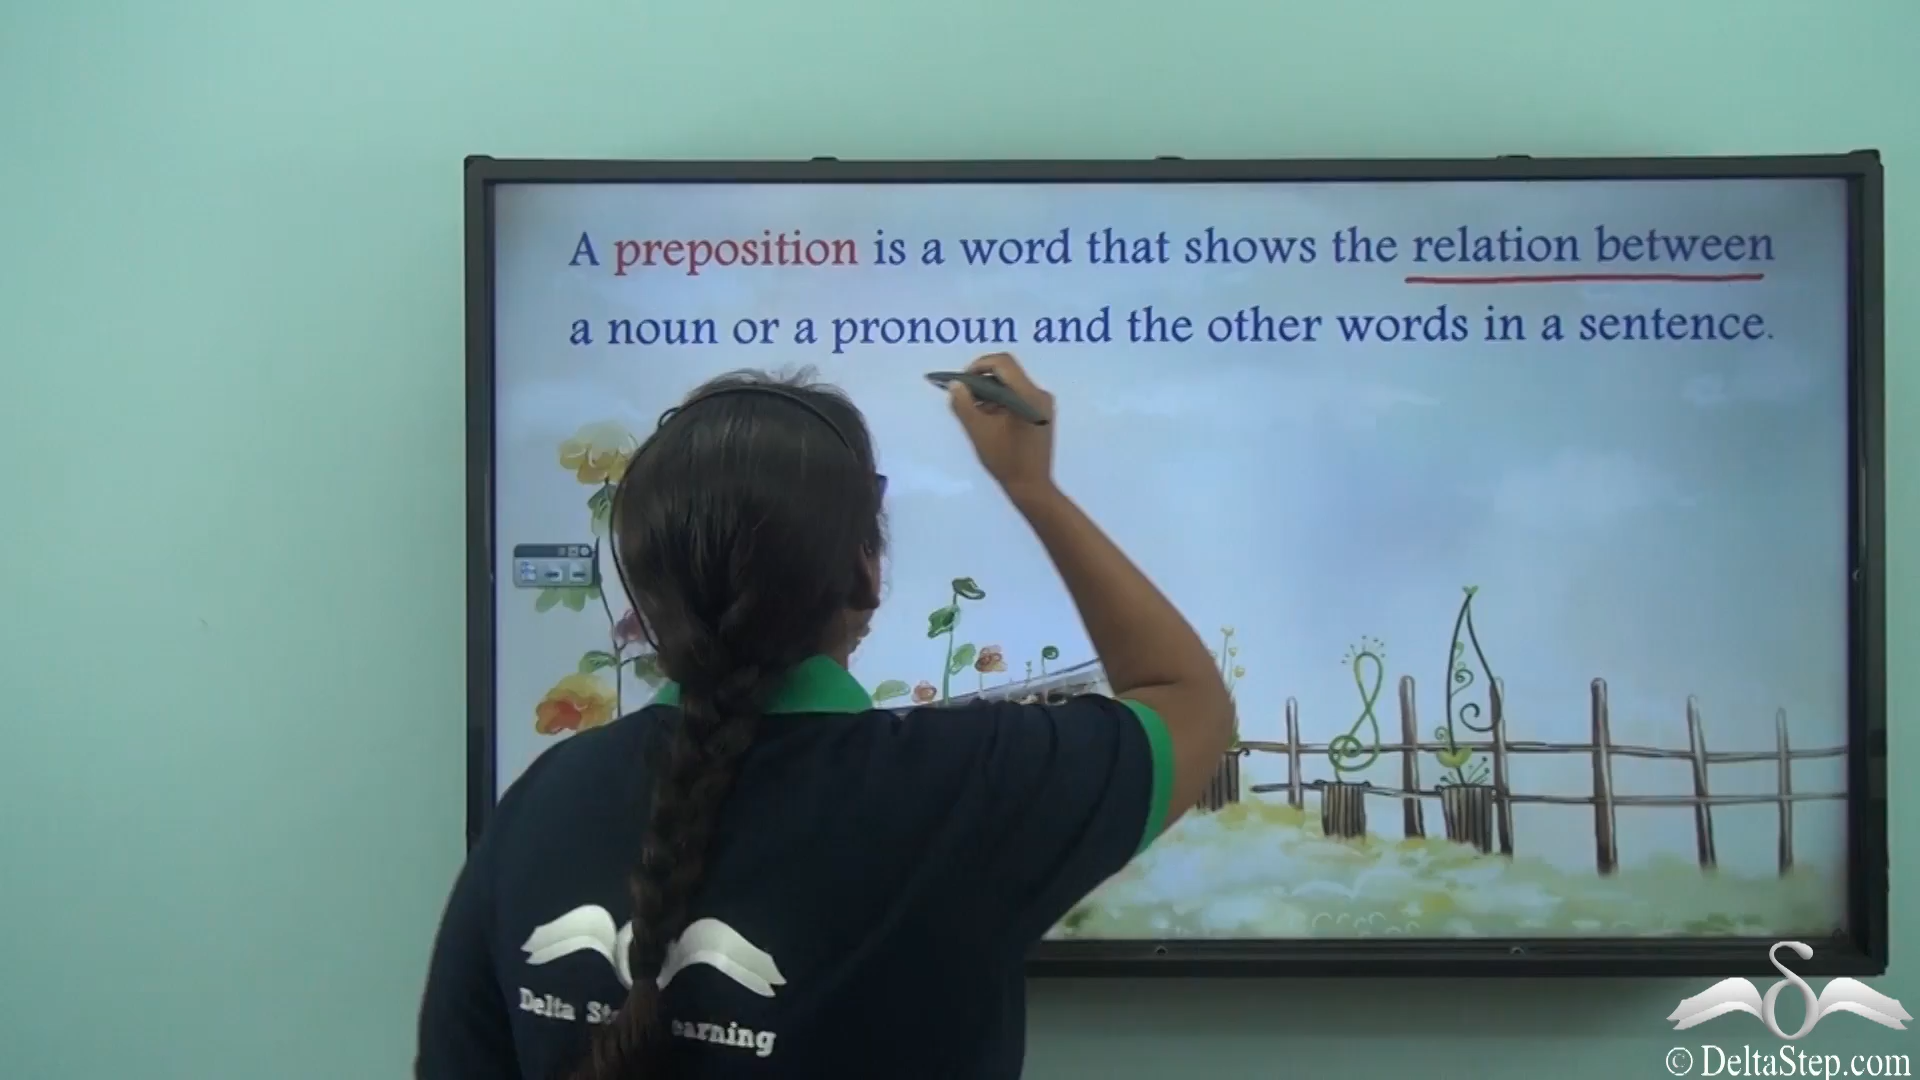 A preposition is a word that shows the relation between
a noun or a pronoun and the other words in a sentence.
Delta
© DeltaStep.com